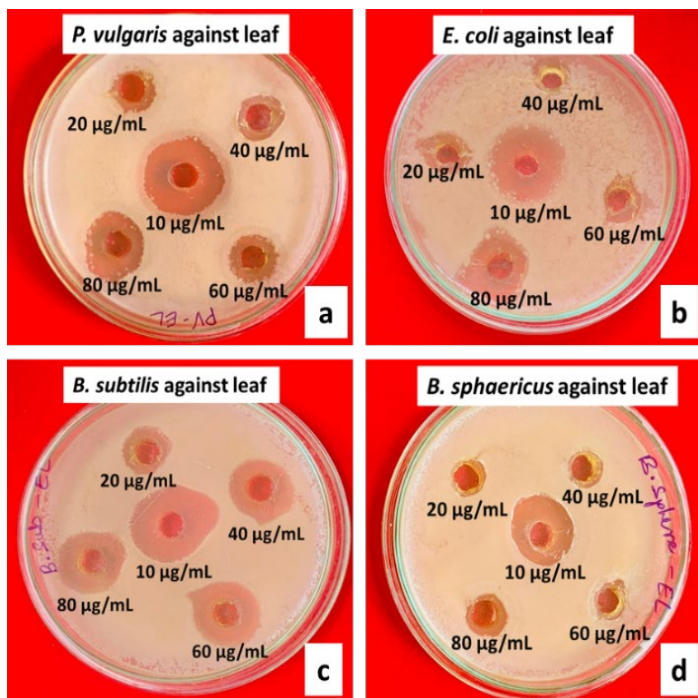 P. vulgaris against leaf
20 µg/mL
40 µg/mL
10 µg/mL
80 µg/mL
60 µg/mL
PV-EL
a
E. coli against leaf
40 µg/mL
20 µg/mL
10 µg/mL
60 µg/mL
80 µg/mL
b
B. subtilis against leaf
20 µg/mL
40 µg/mL
10 µg/mL
80 µg/mL
60 µg/mL
B.Sub-EL
c
B. sphaericus against leaf
20 µg/mL
40 µg/mL
10 µg/mL
80 µg/mL
60 µg/mL
-EL
d